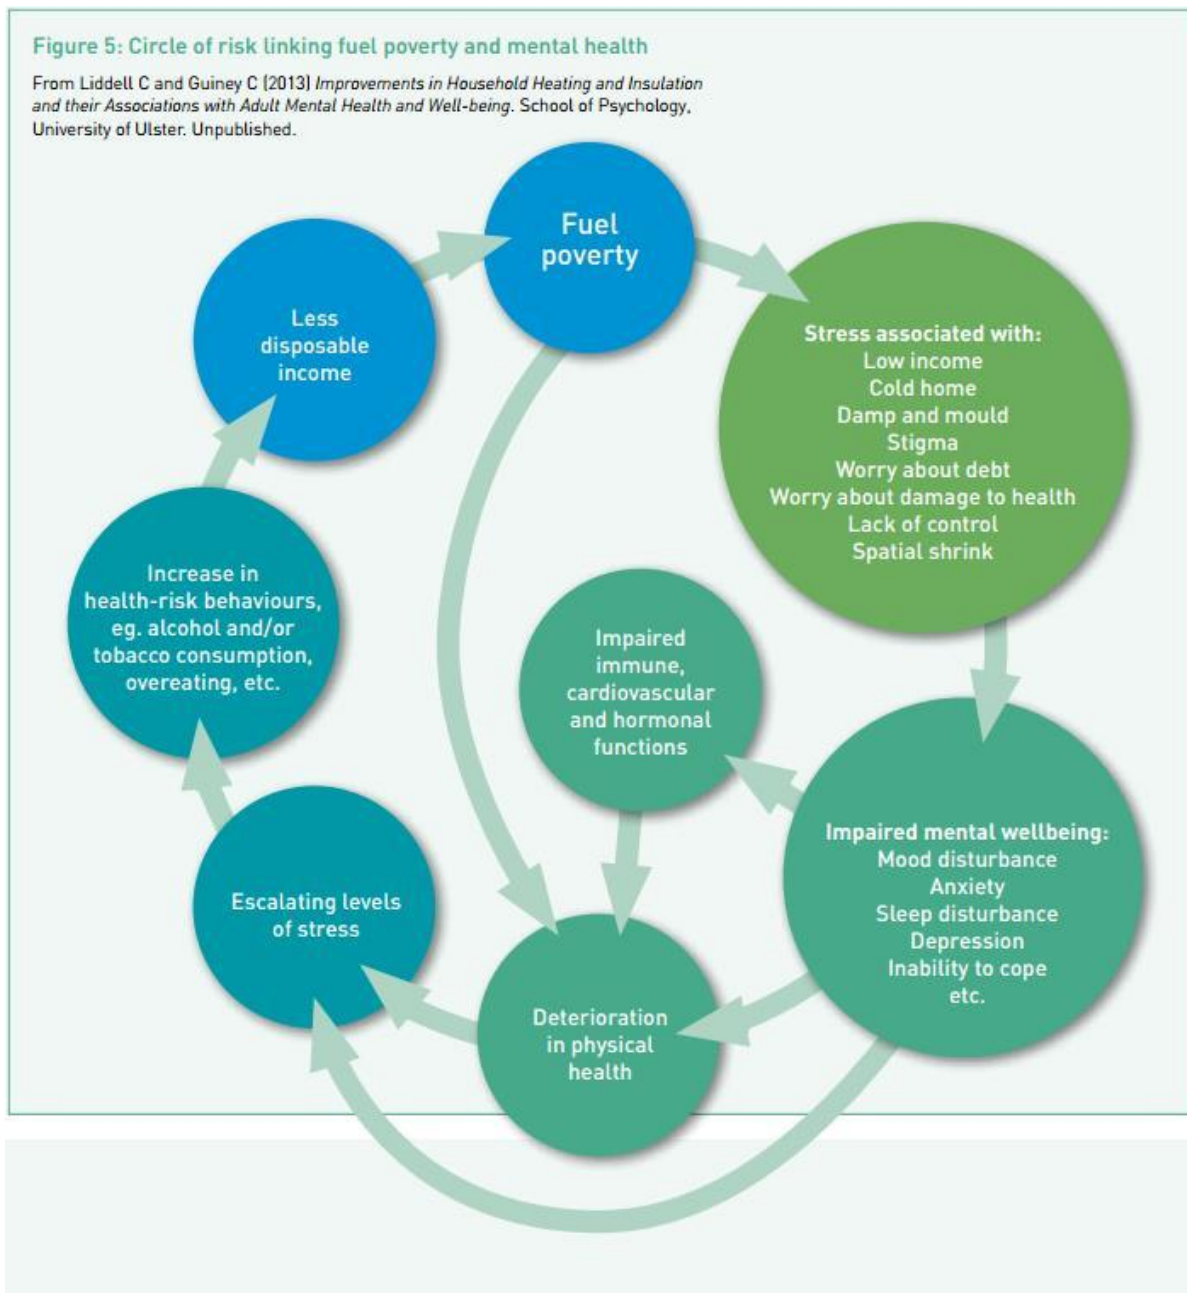 Figure 5: Circle of risk linking fuel poverty and mental health
From Liddell C and Guiney C (2013) Improvements in Household Heating and Insulation
and their Associations with Adult Mental Health and Well-being. School of Psychology,
University of Ulster. Unpublished.
Fuel
poverty
Stress associated with:
Low income
Cold home
Damp and mould
Stigma
Worry about debt
Worry about damage to health
Lack of control
Spatial shrink
Impaired mental wellbeing:
Mood disturbance
Anxiety
Sleep disturbance
Depression
Inability to cope
etc.
Impaired
immune,
cardiovascular
and hormonal
functions
Deterioration
in physical
health
Escalating levels
of stress
Increase in
health-risk behaviours,
eg. alcohol and/or
tobacco consumption,
overeating, etc.
Less
disposable
income